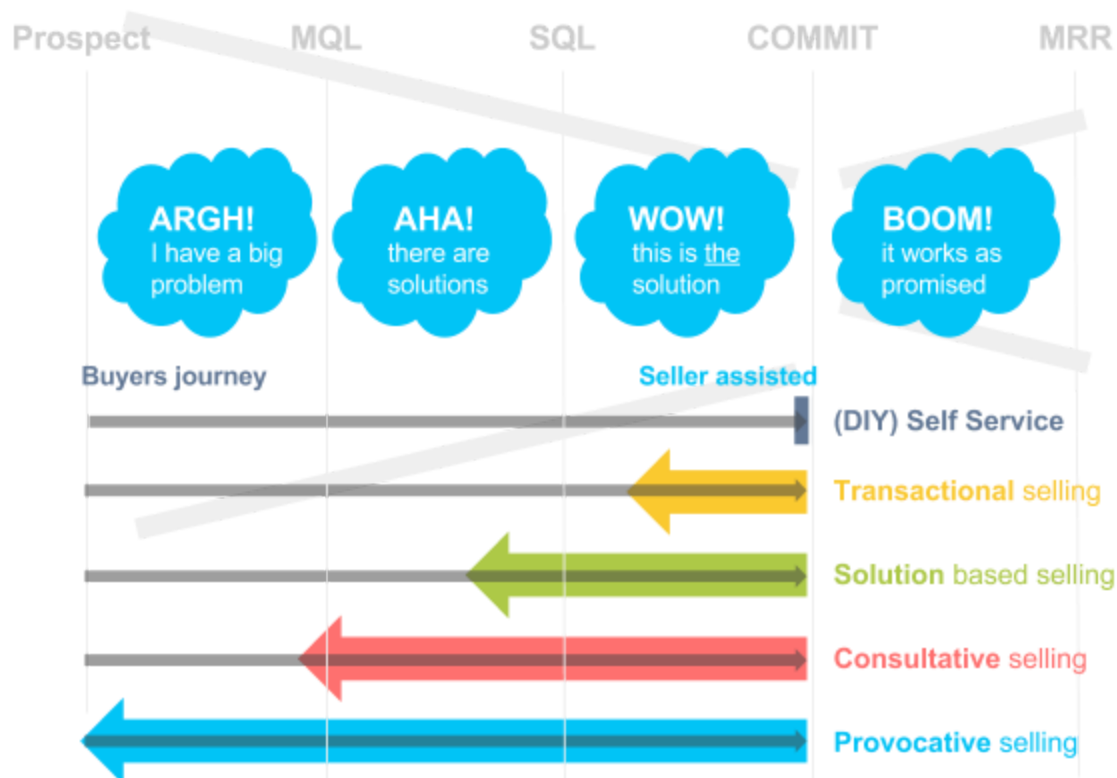 Prospect MQL SQL COMMIT MRR
ARGH!
I have a big
problem
AHA!
there are
solutions
WOW!
this is the
solution
BOOM!
it works as
promised
Buyers journey
Seller assisted
(DIY) Self Service
Transactional selling
Solution based selling
Consultative selling
Provocative selling